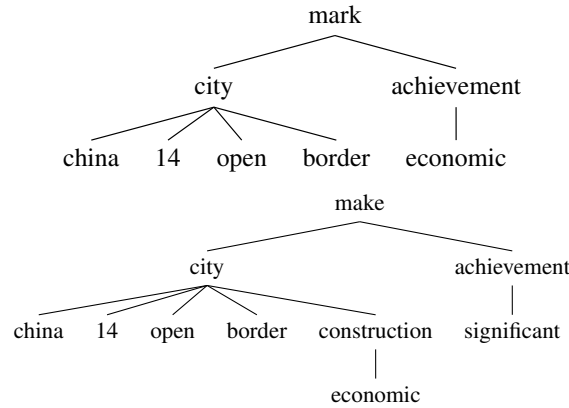 mark
city achievement
china 14 open border economic
make
city achievement
china 14 open border construction significant
economic